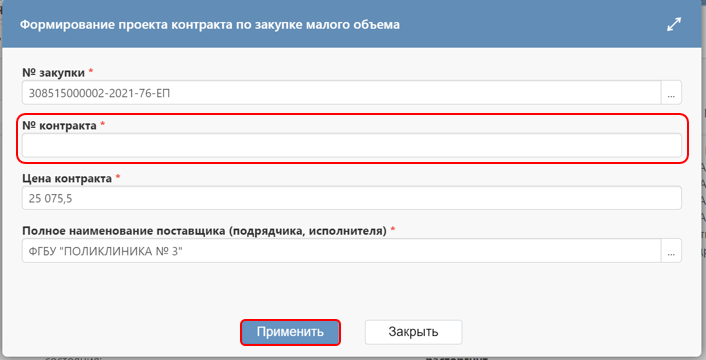 Формирование проекта контракта по закупке малого объема
№ закупки *
308515000002-2021-76-ЕП
...
№ контракта *
Цена контракта *
25 075,5
Полное наименование поставщика (подрядчика, исполнителя) *
ФГБУ "ПОЛИКЛИНИКА № 3"
...
Применить
Закрыть